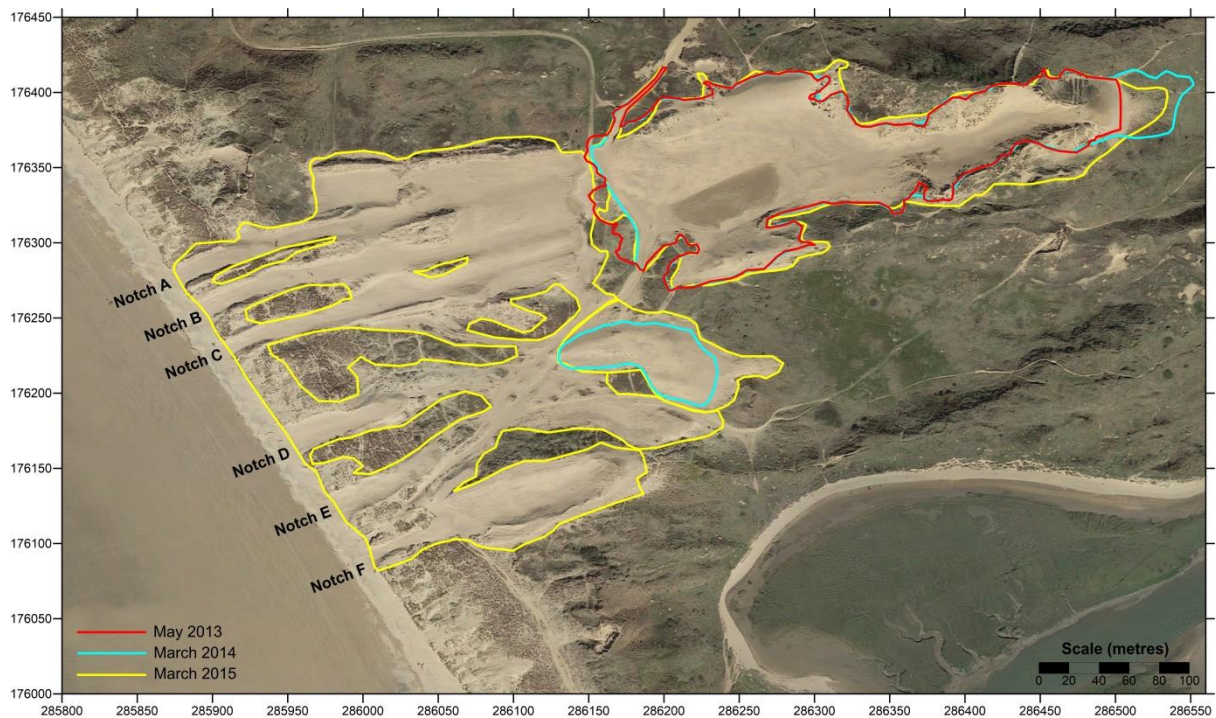 176450
176400
176350
176300
176250
176200
176150
176100
176050
176000
Notch A
Notch B
Notch C
Notch D
Notch E
Notch F
May 2013
March 2014
March 2015
Scale (metres)
0 20 40 60 80 100
285800 285850 285900 285950 286000 286050 286100 286150 286200 286250 286300 286350 286400 286450 286500 286550